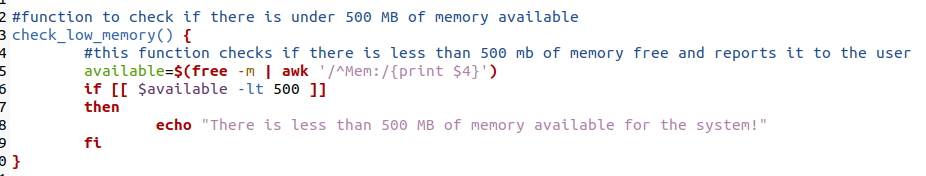 2 #function to check if there is under 500 MB of memory available
3 check_low_memory() {
4 #this function checks if there is less than 500 mb of memory free and reports it to the user
5 available=$(free -m | awk '/^Mem:/{print $4}')
6 if [[ $available -lt 500 ]]
7 then
8 echo "There is less than 500 MB of memory available for the system!"
9 fi
0 }